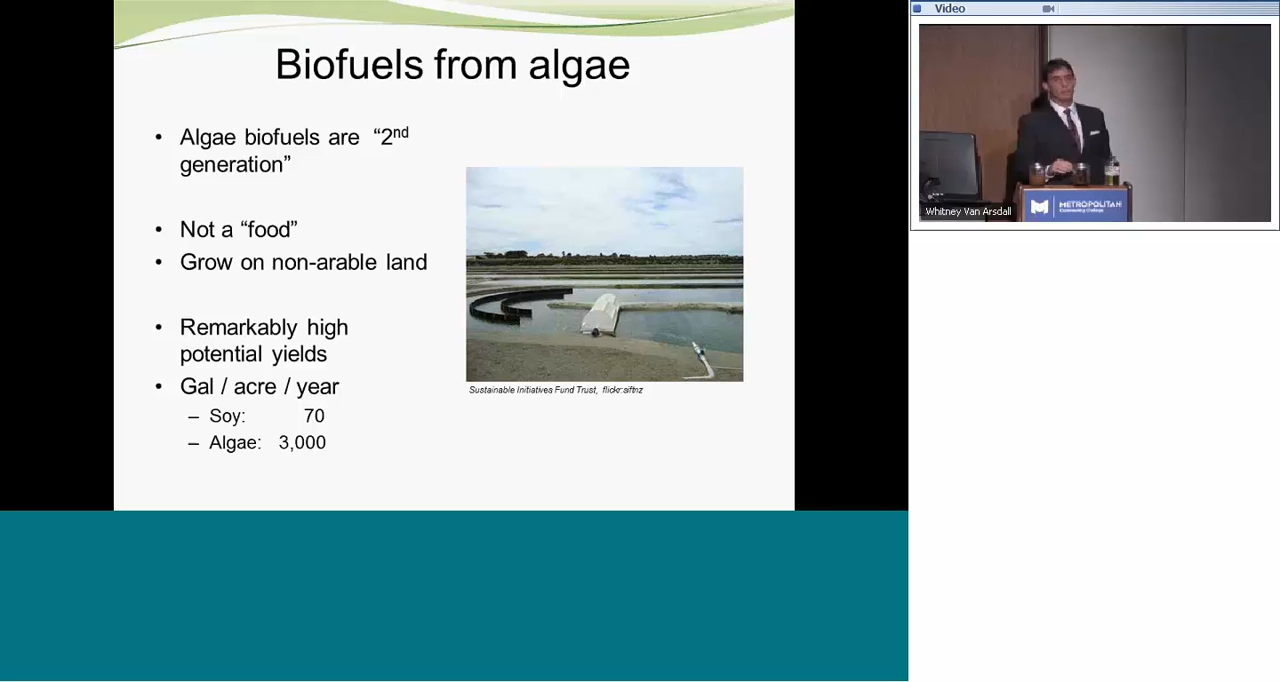 Biofuels from algae
• Algae biofuels are “2nd
generation”
• Not a “food”
• Grow on non-arable land
• Remarkably high
potential yields
• Gal / acre / year
– Soy: 70
– Algae: 3,000
Sustainable Initiatives Fund Trust, flickr:siftnz
Video
Whitney Van Arsdall
METROPOLITAN
Community College